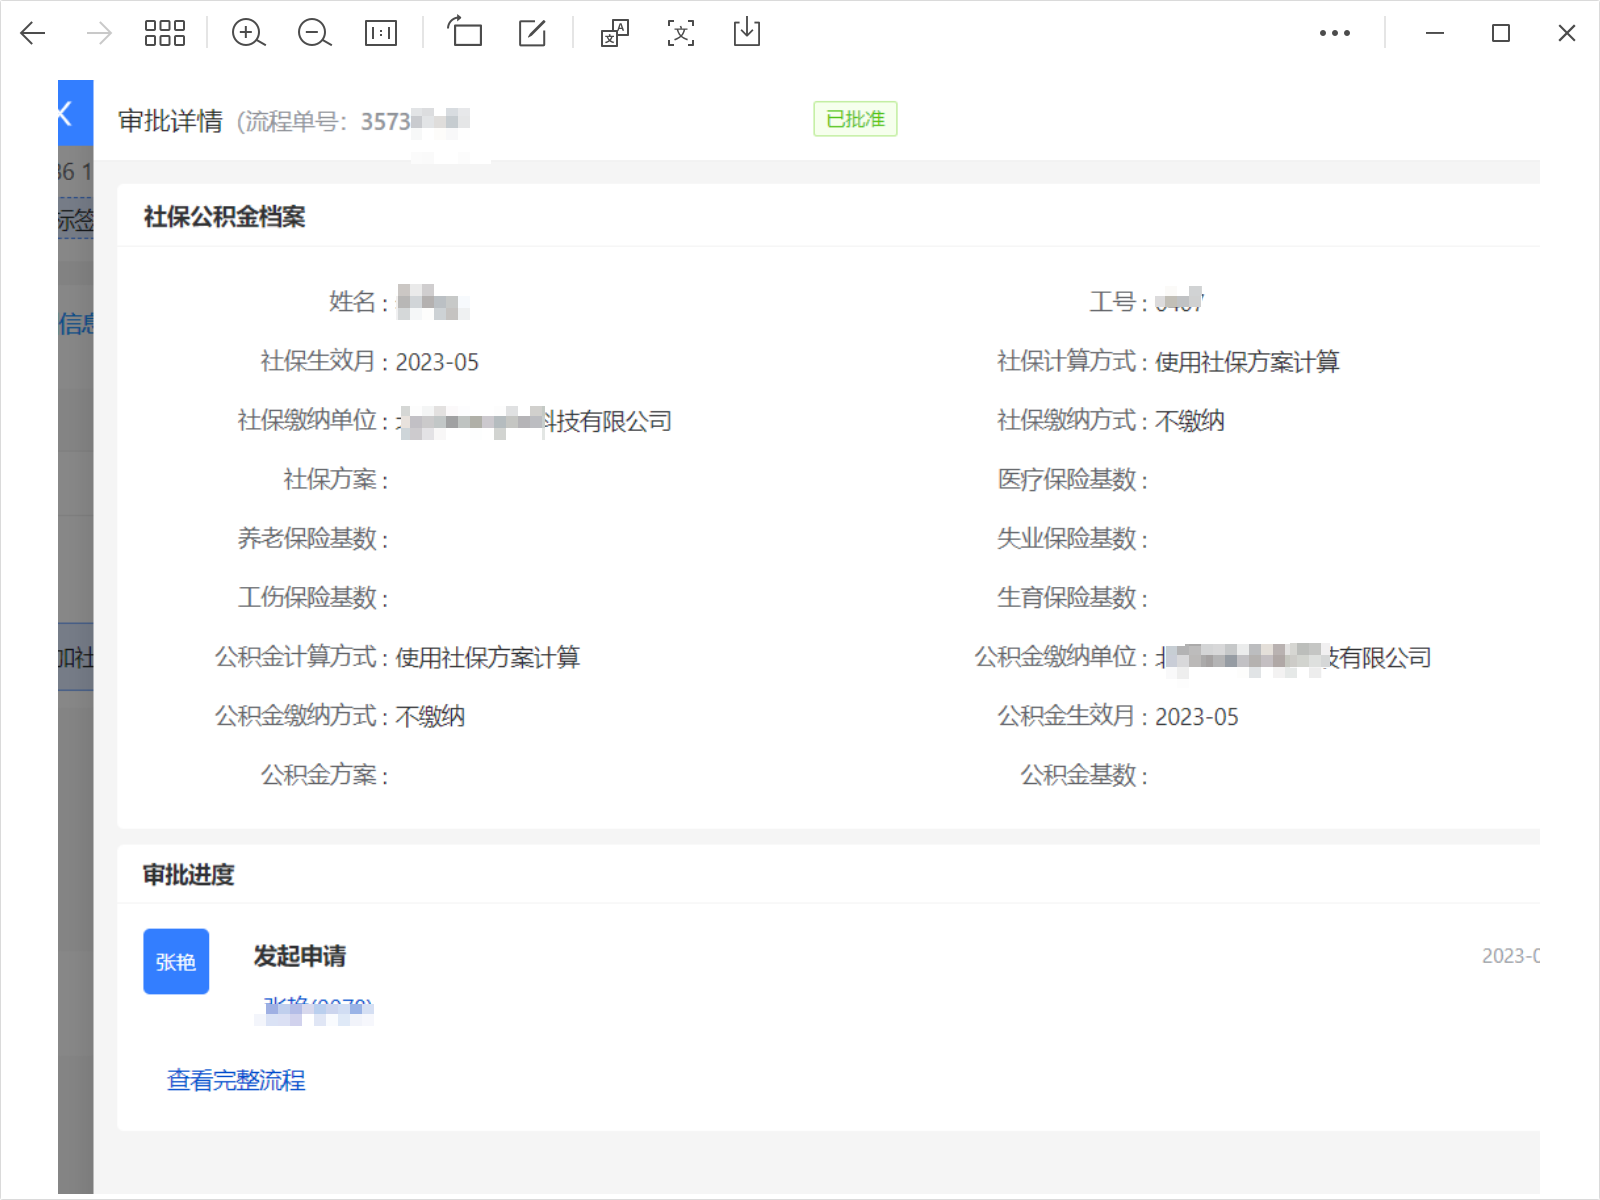 审批详情 (流程单号: 3573
已批准
36 1
标签
信息
加社
社保公积金档案
姓名 :
工号 :
社保生效月 : 2023-05
社保计算方式 : 使用社保方案计算
社保缴纳单位 : 科技有限公司
社保缴纳方式 : 不缴纳
社保方案 :
医疗保险基数 :
养老保险基数 :
失业保险基数 :
工伤保险基数 :
生育保险基数 :
公积金计算方式 : 使用社保方案计算
公积金缴纳单位 : 北 技有限公司
公积金缴纳方式 : 不缴纳
公积金生效月 : 2023-05
公积金方案 :
公积金基数 :
审批进度
张艳
发起申请
2023-0
查看完整流程